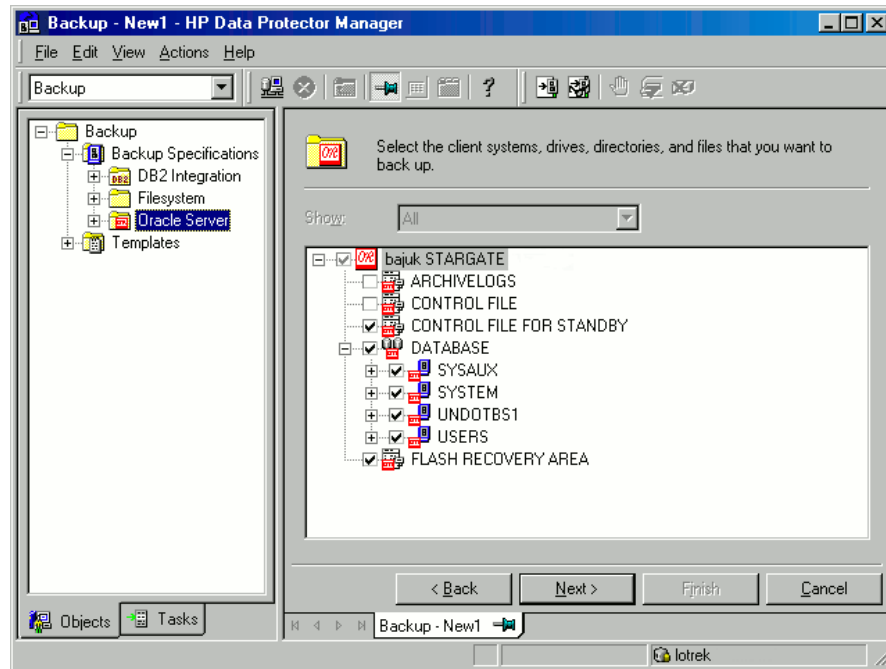 Backup - New1 - HP Data Protector Manager
File Edit View Actions Help
Backup
Backup
Backup Specifications
DB2 DB2 Integration
Filesystem
Oracle Server
Templates
Objects
Tasks
Select the client systems, drives, directories, and files that you want to
back up.
Show:
All
bajuk STARGATE
ARCHIVELOGS
CONTROL FILE
CONTROL FILE FOR STANDBY
DATABASE
SYSAUX
SYSTEM
UNDOTBS1
USERS
FLASH RECOVERY AREA
< Back
Next >
Finish
Cancel
Backup - New1
lotrek